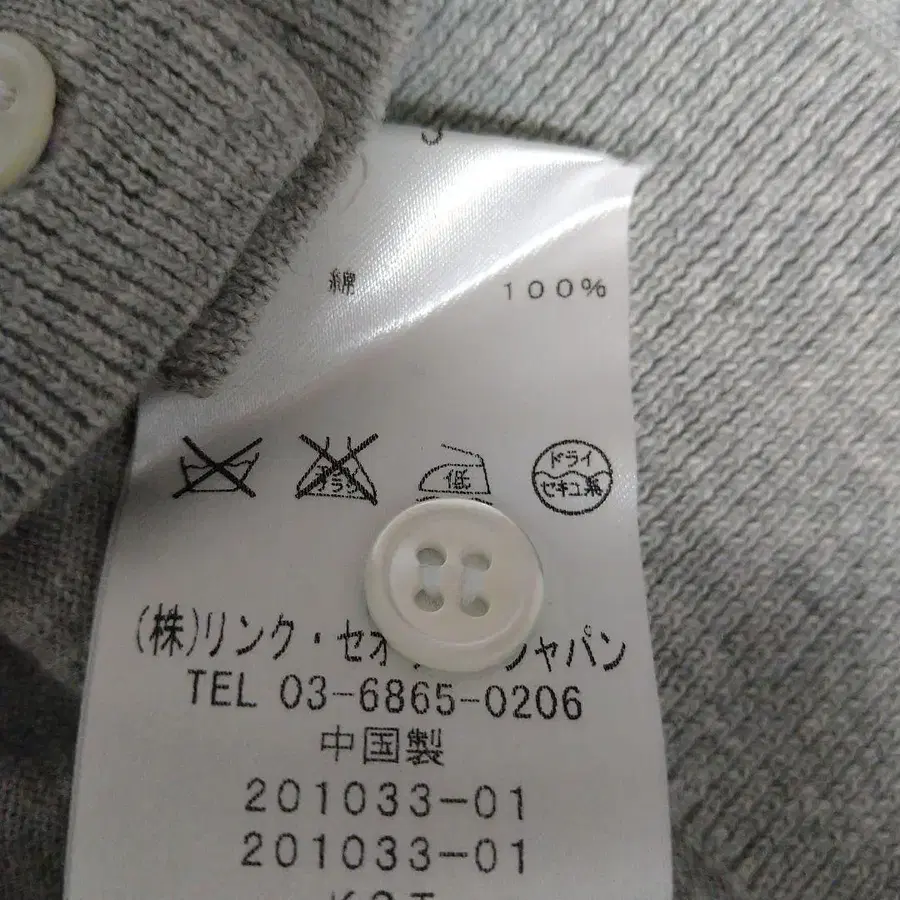 綿 100%
低 ドライ
セキユ系
(株)リンク・セオ ジャパン
TEL 03-6865-0206
中国製
201033-01
201033-01